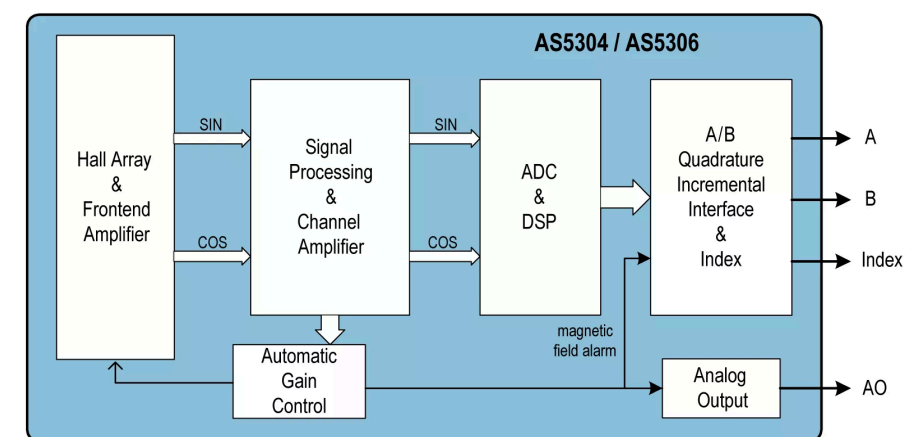 AS5304 / AS5306
Hall Array
&
Frontend
Amplifier
SIN
COS
Signal
Processing
&
Channel
Amplifier
SIN
COS
ADC
&
DSP
A/B
Quadrature
Incremental
Interface
&
Index
A
B
Index
magnetic
field alarm
Automatic
Gain
Control
Analog
Output
AO